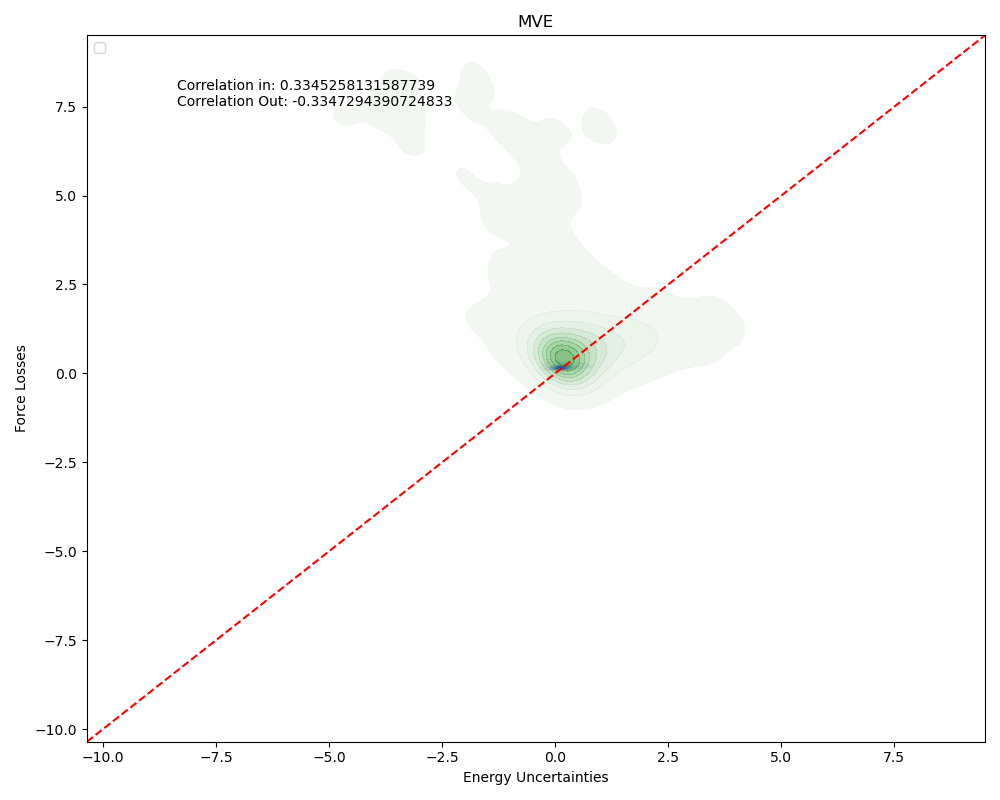 MVE
Correlation in: 0.3345258131587739
Correlation Out: -0.3347294390724833
7.5
5.0
2.5
0.0
−2.5
−5.0
−7.5
−10.0
Force Losses
−10.0 −7.5 −5.0 −2.5 0.0 2.5 5.0 7.5
Energy Uncertainties